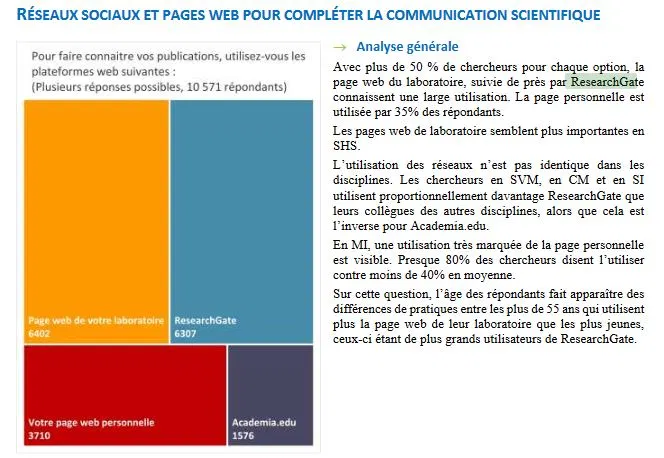 RÉSEAUX SOCIAUX ET PAGES WEB POUR COMPLÉTER LA COMMUNICATION SCIENTIFIQUE
Pour faire connaitre vos publications, utilisez-vous les
plateformes web suivantes :
(Plusieurs réponses possibles, 10 571 répondants)
Page web de votre laboratoire
6402
ResearchGate
6307
Votre page web personnelle
3710
Academia.edu
1576
→ Analyse générale
Avec plus de 50 % de chercheurs pour chaque option, la
page web du laboratoire, suivie de près par ResearchGate
connaissent une large utilisation. La page personnelle est
utilisée par 35% des répondants.
Les pages web de laboratoire semblent plus importantes en
SHS.
L’utilisation des réseaux n’est pas identique dans les
disciplines. Les chercheurs en SVM, en CM et en SI
utilisent proportionnellement davantage ResearchGate que
leurs collègues des autres disciplines, alors que cela est
l’inverse pour Academia.edu.
En MI, une utilisation très marquée de la page personnelle
est visible. Presque 80% des chercheurs disent l’utiliser
contre moins de 40% en moyenne.
Sur cette question, l’âge des répondants fait apparaître des
différences de pratiques entre les plus de 55 ans qui utilisent
plus la page web de leur laboratoire que les plus jeunes,
ceux-ci étant de plus grands utilisateurs de ResearchGate.